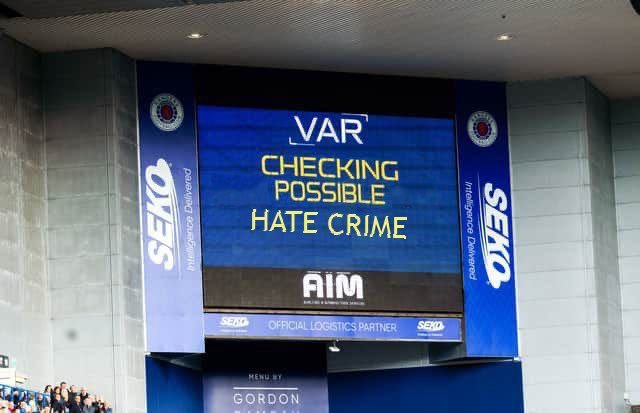 VAR
CHECKING
POSSIBLE
HATE CRIME
SEKO
Intelligence Delivered
SEKO
Intelligence Delivered
AIM
SEKO
OFFICIAL LOGISTICS PARTNER
SEKO
MENU BY
GORDON
RAMSAY